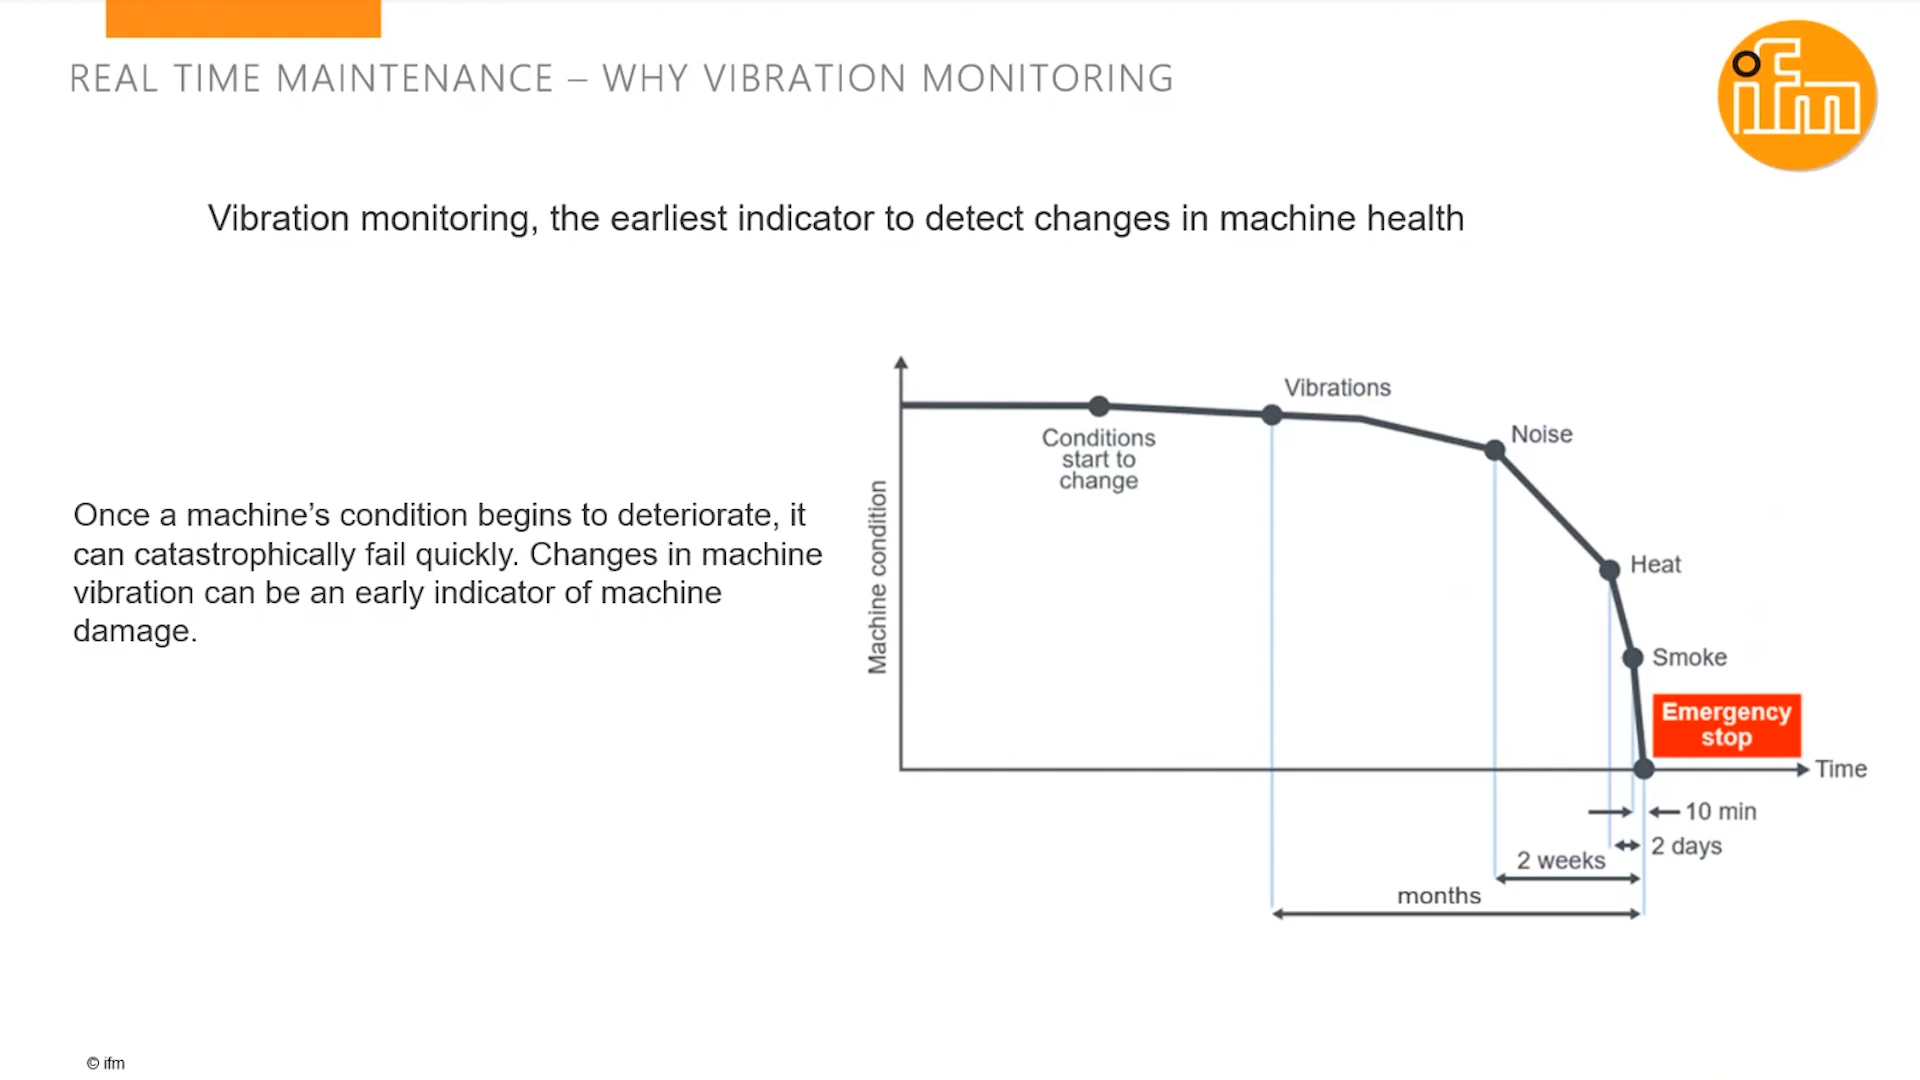 REAL TIME MAINTENANCE – WHY VIBRATION MONITORING
ifm
Vibration monitoring, the earliest indicator to detect changes in machine health
Once a machine’s condition begins to deteriorate, it
can catastrophically fail quickly. Changes in machine
vibration can be an early indicator of machine
damage.
Machine condition
Conditions
start to
change
Vibrations
Noise
Heat
Smoke
Emergency
stop
Time
10 min
2 days
2 weeks
months
© ifm